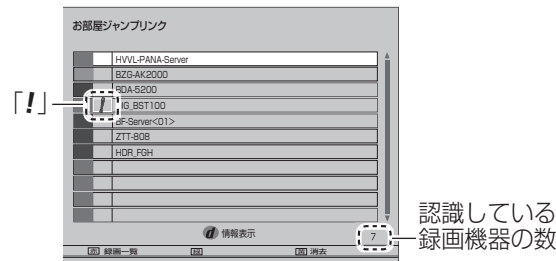 お部屋ジャンプリンク
HVVL-PANA-Server
BZG-AK2000
BDA-5200
「!」
! IG_BST100
BF-Server<01>
ZTT-808
HDR_FGH
d 情報表示
7
認識している
録画機器の数
録画一覧
消去